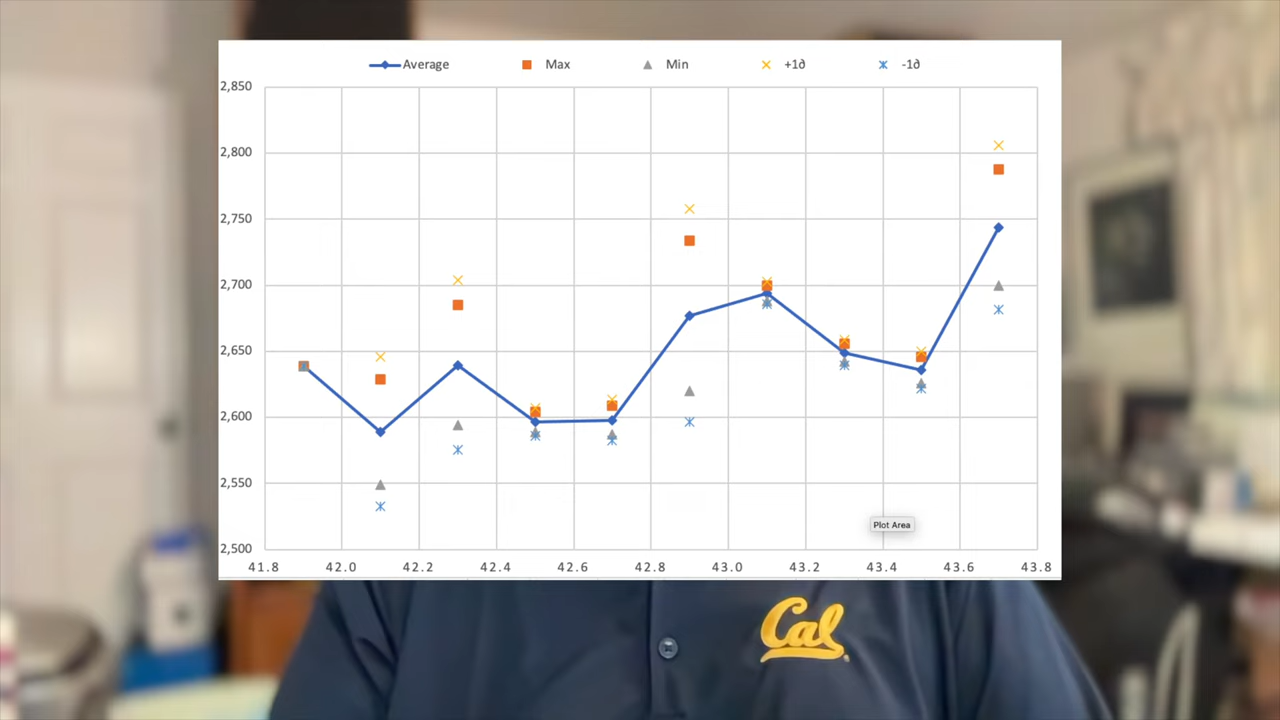 Average Max Min +1∂ -1∂
2,850
2,800
2,750
2,700
2,650
2,600
2,550
2,500
Plot Area
41.8 42.0 42.2 42.4 42.6 42.8 43.0 43.2 43.4 43.6 43.8
Cal